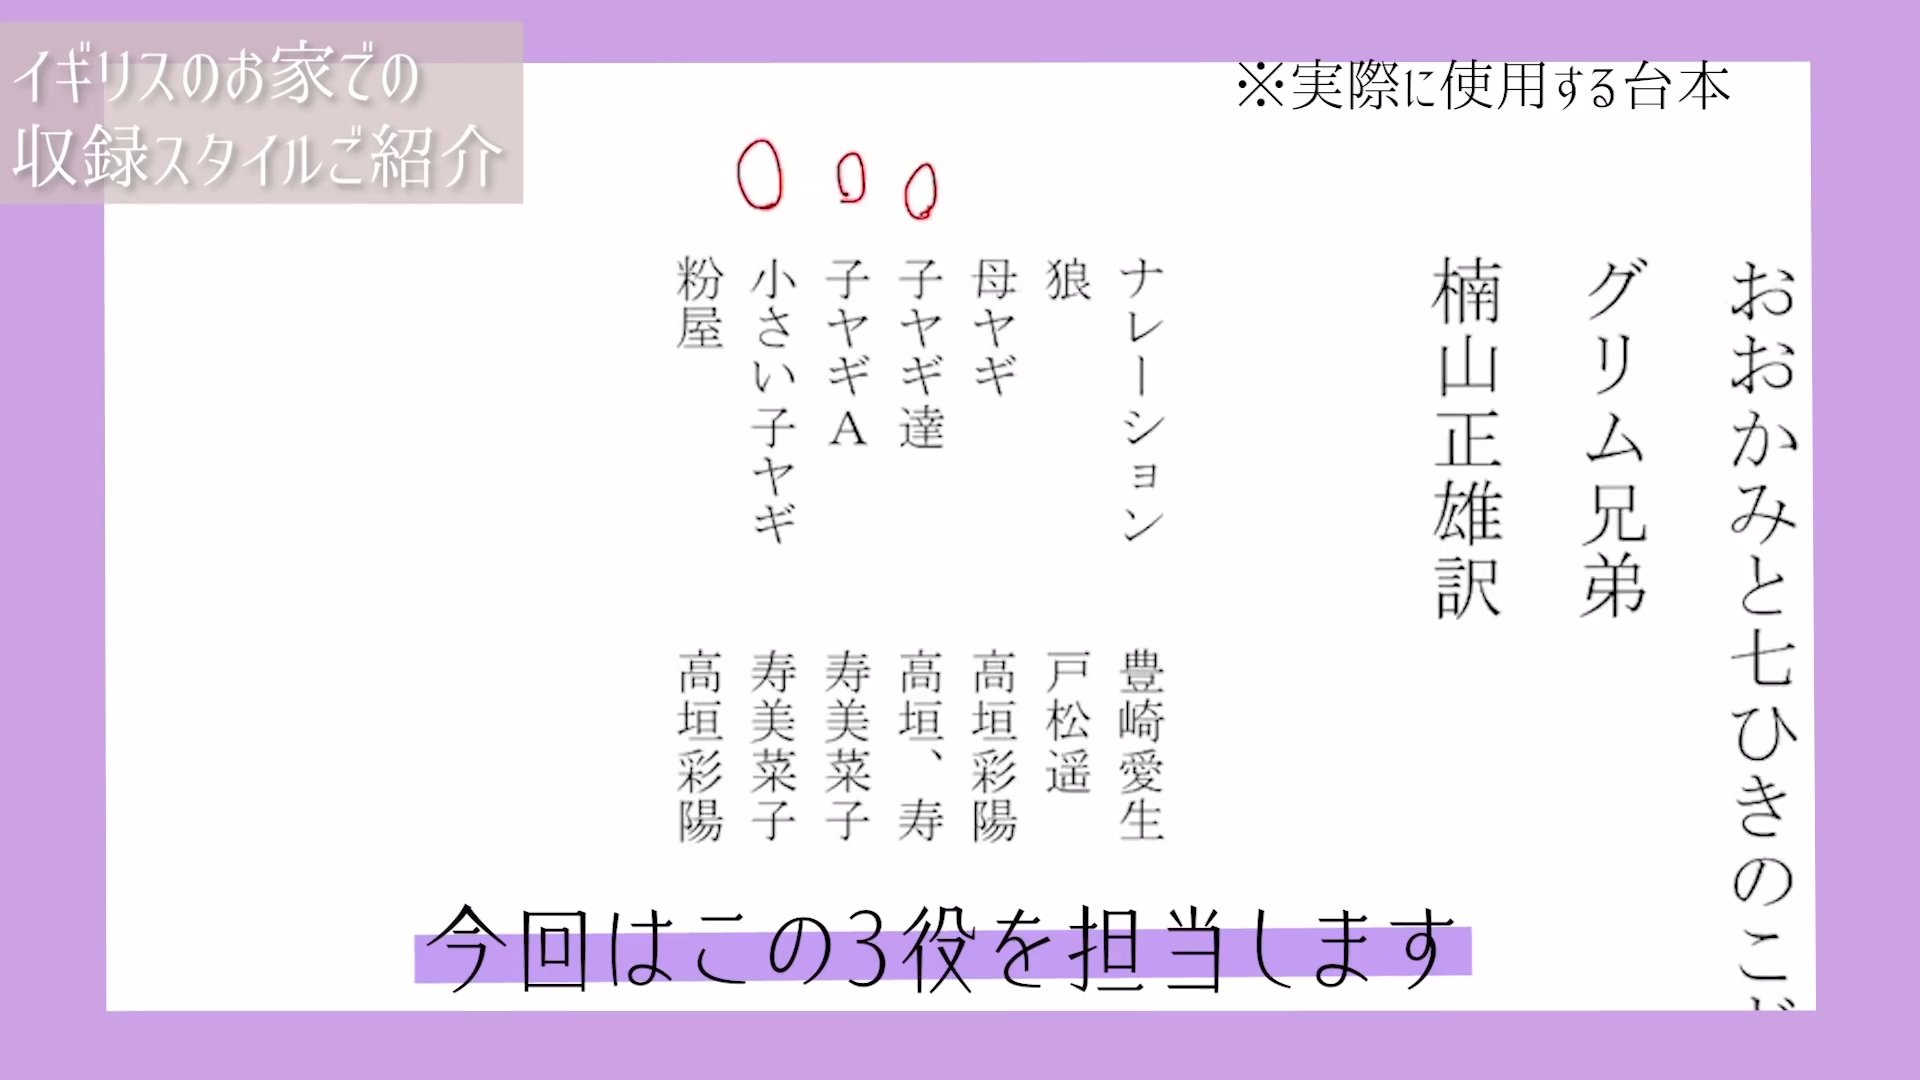 イギリスのお家での
収録スタイルご紹介
※実際に使用する台本
おおかみと七ひきのこど
グリム兄弟
楠山正雄訳
ナレーション 豊崎愛生
狼 戸松遥
母ヤギ 高垣彩陽
子ヤギ達 高垣、寿
子ヤギA 寿美菜子
小さい子ヤギ 寿美菜子
粉屋 高垣彩陽
今回はこの3役を担当します